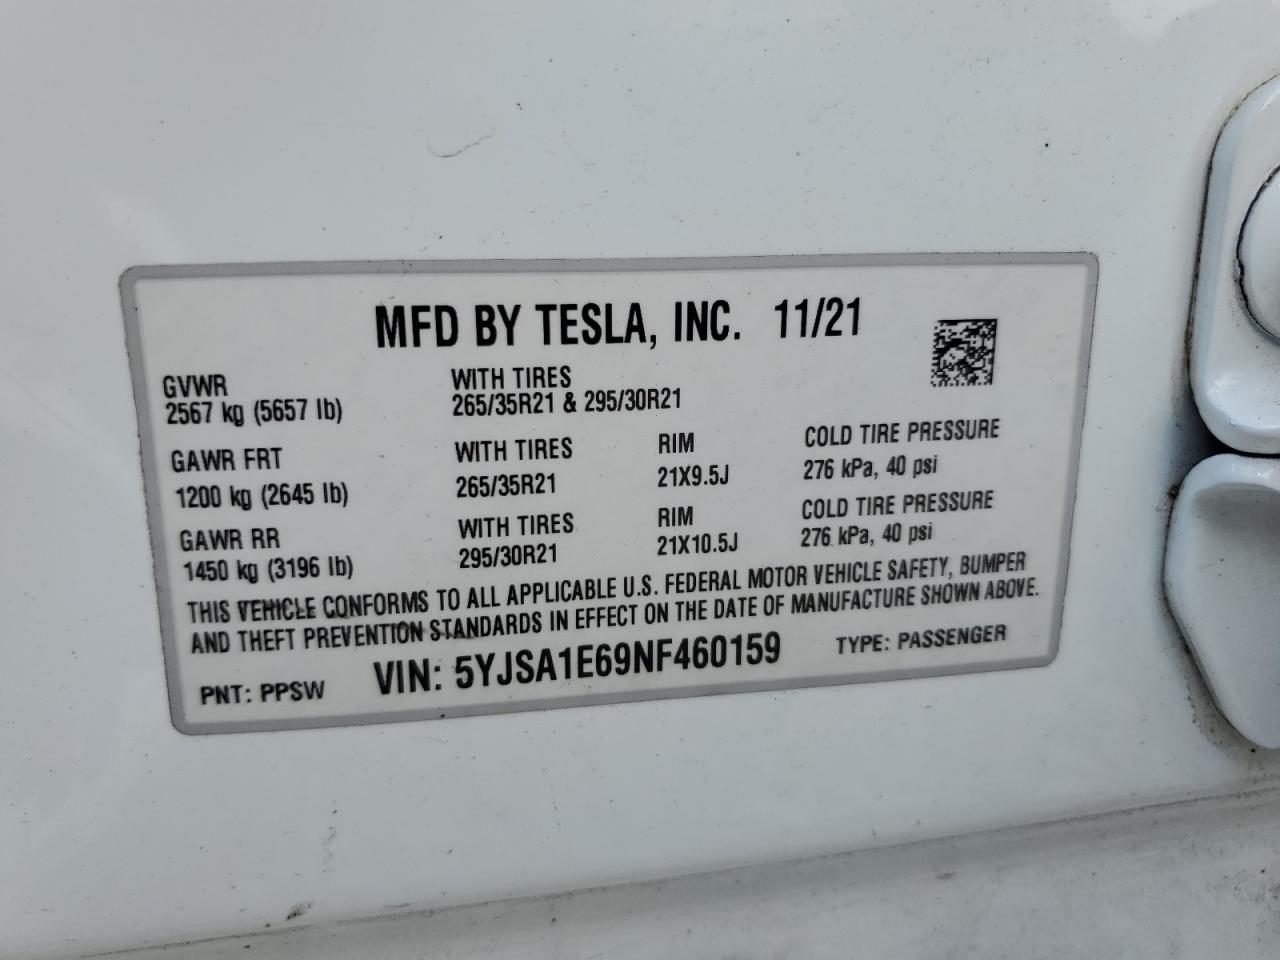 MFD BY TESLA, INC. 11/21
GVWR
2567 kg (5657 lb)
WITH TIRES
265/35R21 & 295/30R21
GAWR FRT
1200 kg (2645 lb)
WITH TIRES
265/35R21
RIM
21X9.5J
COLD TIRE PRESSURE
276 kPa, 40 psi
GAWR RR
1450 kg (3196 lb)
WITH TIRES
295/30R21
RIM
21X10.5J
COLD TIRE PRESSURE
276 kPa, 40 psi
THIS VEHICLE CONFORMS TO ALL APPLICABLE U.S. FEDERAL MOTOR VEHICLE SAFETY, BUMPER
AND THEFT PREVENTION STANDARDS IN EFFECT ON THE DATE OF MANUFACTURE SHOWN ABOVE.
PNT: PPSW VIN: 5YJSA1E69NF460159 TYPE: PASSENGER